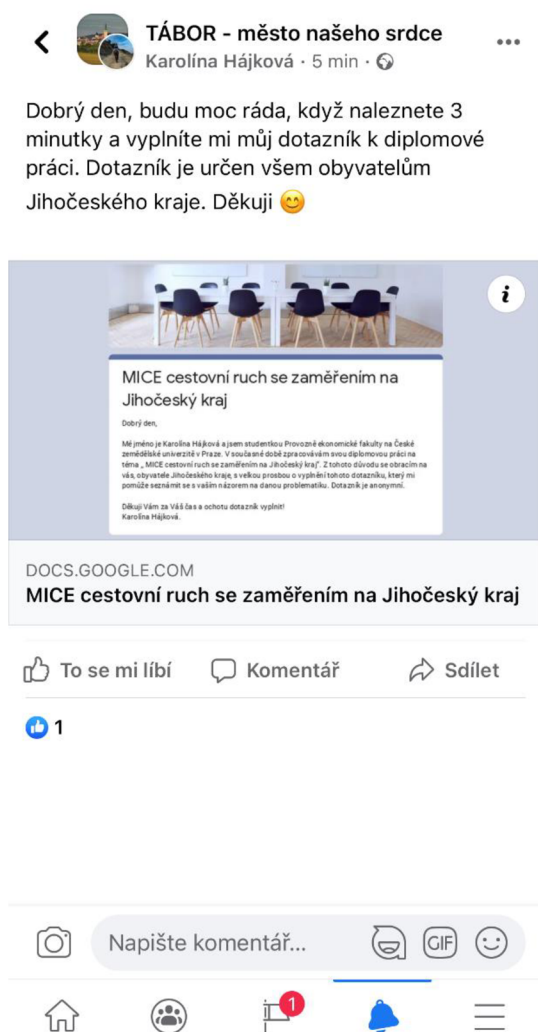 TÁBOR - město našeho srdce
Karolína Hájková · 5 min ·
Dobrý den, budu moc ráda, když naleznete 3
minutky a vyplníte mi můj dotazník k diplomové
práci. Dotazník je určen všem obyvatelům
Jihočeského kraje. Děkuji 😊
i
MICE cestovní ruch se zaměřením na
Jihočeský kraj
Dobrý den,
Mé jméno je Karolína Hájková a jsem studentkou Provozně ekonomické fakulty na České
zemědělské univerzitě v Praze. V současné době zpracovávám svou diplomovou práci na
téma „ MICE cestovní ruch se zaměřením na Jihočeský kraj". Z tohoto důvodu se obracím na
vás, obyvatele Jihočeského kraje, s velkou prosbou o vyplnění tohoto dotazníku, který mi
pomůže seznámit se s vaším názorem na danou problematiku. Dotazník je anonymní.
Děkuji Vám za Váš čas a ochotu dotazník vyplnit!
Karolína Hájková.
DOCS.GOOGLE.COM
MICE cestovní ruch se zaměřením na Jihočeský kraj
To se mi líbí Komentář Sdílet
1
Napište komentář... GIF
1